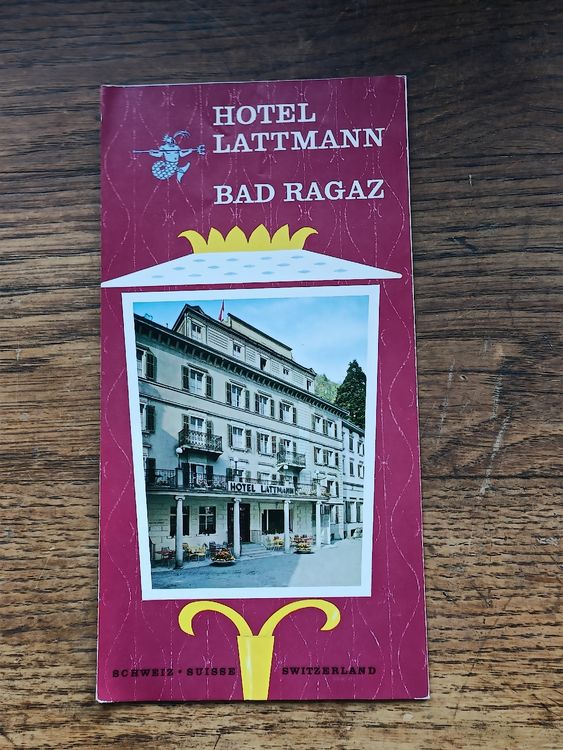 HOTEL
LATTMANN
BAD RAGAZ
HOTEL LATTMANN
SCHWEIZ • SUISSE SWITZERLAND